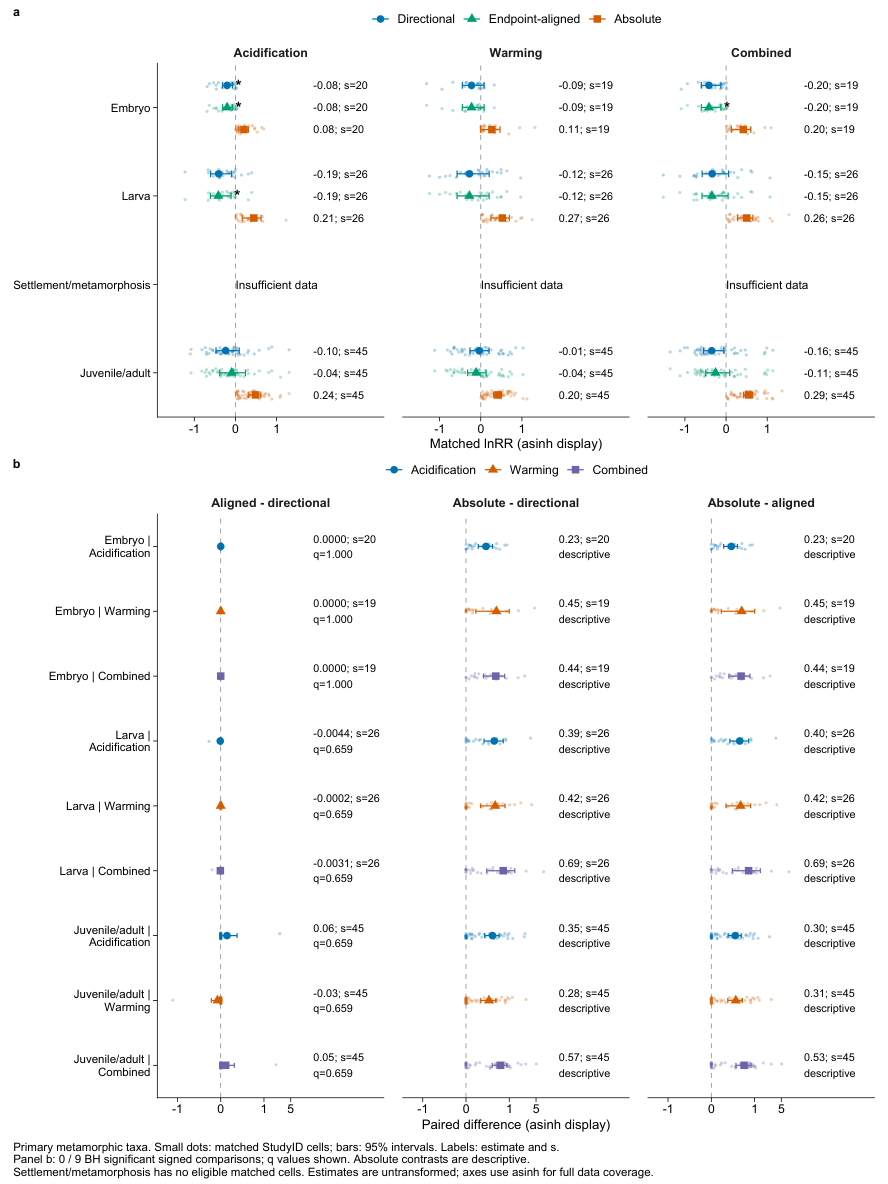 a
Directional Endpoint-aligned Absolute
Acidification Warming Combined
Embryo
-0.08; s=20 * -0.09; s=19 -0.20; s=19
-0.08; s=20 * -0.09; s=19 -0.20; s=19 *
0.08; s=20 0.11; s=19 0.20; s=19
Larva
-0.19; s=26 -0.12; s=26 -0.15; s=26
-0.19; s=26 * -0.12; s=26 -0.15; s=26
0.21; s=26 0.27; s=26 0.26; s=26
Settlement/metamorphosis Insufficient data Insufficient data Insufficient data
Juvenile/adult
-0.10; s=45 -0.01; s=45 -0.16; s=45
-0.04; s=45 -0.04; s=45 -0.11; s=45
0.24; s=45 0.20; s=45 0.29; s=45
-1 0 1 -1 0 1 -1 0 1
Matched lnRR (asinh display)
b
Acidification Warming Combined
Aligned - directional Absolute - directional Absolute - aligned
Embryo |
Acidification
0.0000; s=20 0.23; s=20 0.23; s=20
q=1.000 descriptive descriptive
Embryo | Warming
0.0000; s=19 0.45; s=19 0.45; s=19
q=1.000 descriptive descriptive
Embryo | Combined
0.0000; s=19 0.44; s=19 0.44; s=19
q=1.000 descriptive descriptive
Larva |
Acidification
-0.0044; s=26 0.39; s=26 0.40; s=26
q=0.659 descriptive descriptive
Larva | Warming
-0.0002; s=26 0.42; s=26 0.42; s=26
q=0.659 descriptive descriptive
Larva | Combined
-0.0031; s=26 0.69; s=26 0.69; s=26
q=0.659 descriptive descriptive
Juvenile/adult |
Acidification
0.06; s=45 0.35; s=45 0.30; s=45
q=0.659 descriptive descriptive
Juvenile/adult |
Warming
-0.03; s=45 0.28; s=45 0.31; s=45
q=0.659 descriptive descriptive
Juvenile/adult |
Combined
0.05; s=45 0.57; s=45 0.53; s=45
q=0.659 descriptive descriptive
-1 0 1 5 -1 0 1 5 -1 0 1 5
Paired difference (asinh display)
Primary metamorphic taxa. Small dots: matched StudyID cells; bars: 95% intervals. Labels: estimate and s.
Panel b: 0 / 9 BH significant signed comparisons; q values shown. Absolute contrasts are descriptive.
Settlement/metamorphosis has no eligible matched cells. Estimates are untransformed; axes use asinh for full data coverage.